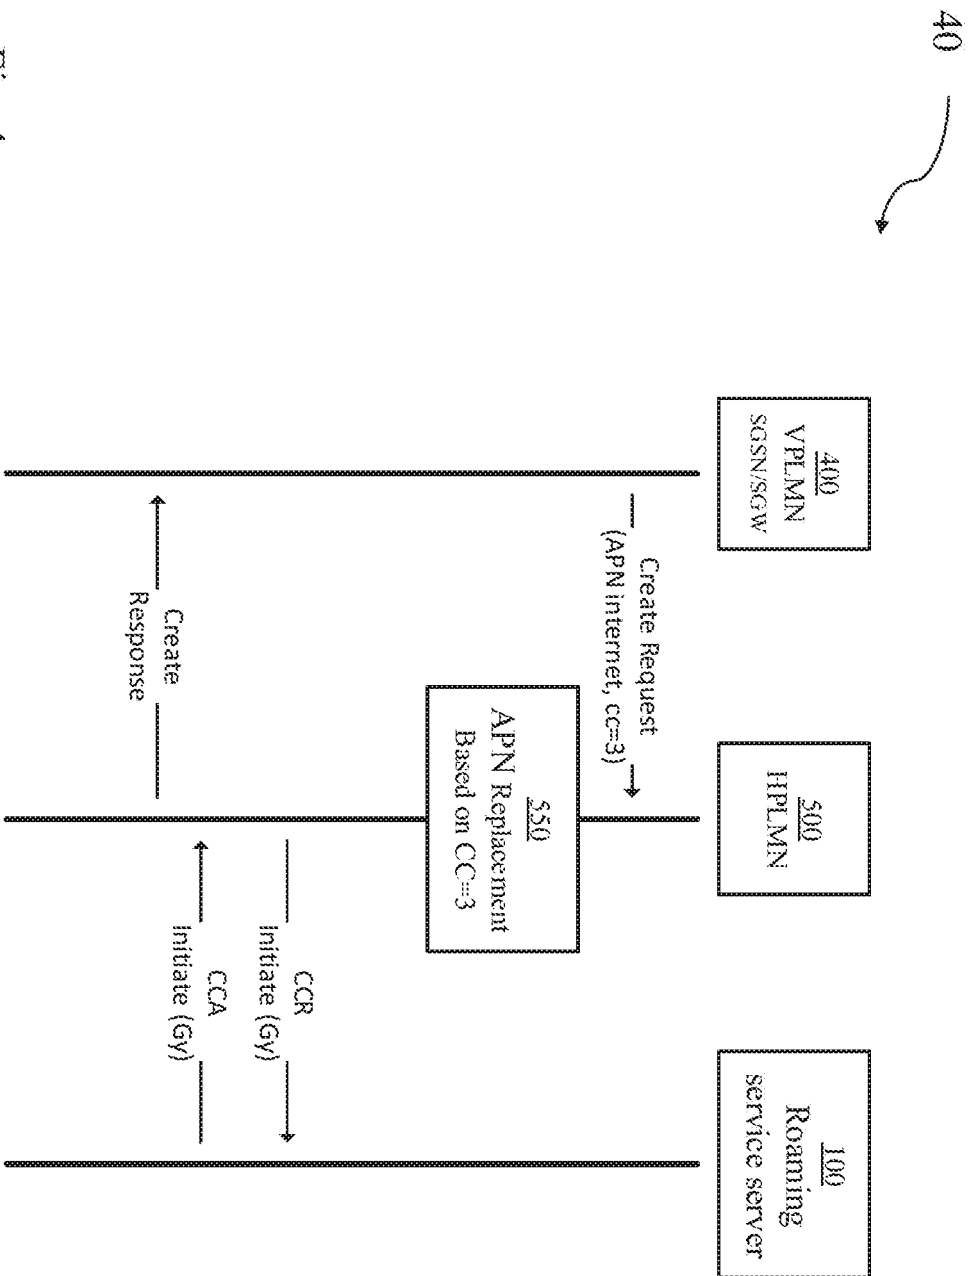 40
400
VPLMN
SGSN/SGW
500
HPLMN
100
Roaming
service server
Create Request
(APN internet, cc=3)
550
APN Replacement
Based on CC=3
CCR
Initiate (Gy)
CCA
Initiate (Gy)
Create
Response